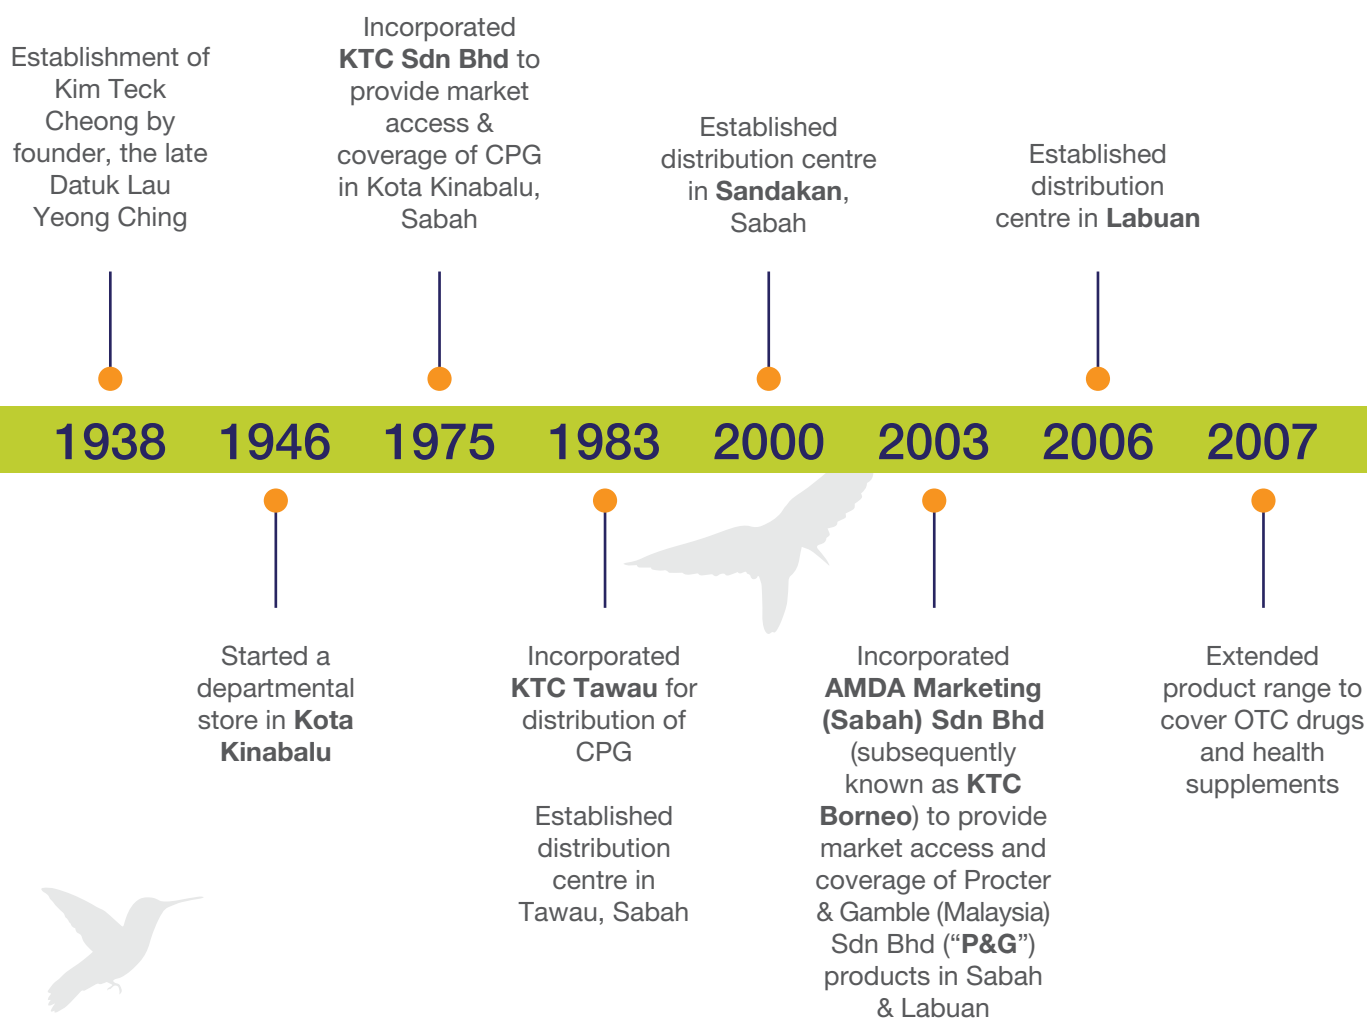 Establishment of
Kim Teck
Cheong by
founder, the late
Datuk Lau
Yeong Ching
Incorporated
KTC Sdn Bhd to
provide market
access &
coverage of CPG
in Kota Kinabalu,
Sabah
Established
distribution centre
in Sandakan,
Sabah
Established
distribution
centre in Labuan
1938 1946 1975 1983 2000 2003 2006 2007
Started a
departmental
store in Kota
Kinabalu
Incorporated
KTC Tawau for
distribution of
CPG
Established
distribution
centre in
Tawau, Sabah
Incorporated
AMDA Marketing
(Sabah) Sdn Bhd
(subsequently
known as KTC
Borneo) to provide
market access and
coverage of Procter
& Gamble (Malaysia)
Sdn Bhd (“P&G”)
products in Sabah
& Labuan
Extended
product range to
cover OTC drugs
and health
supplements